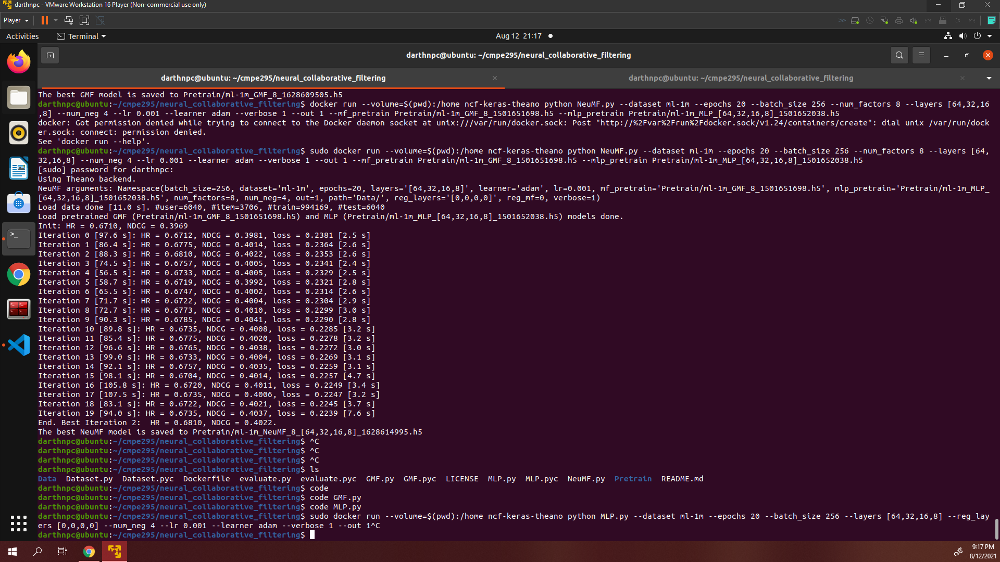 darthnpc - VMware Workstation 16 Player (Non-commercial use only)
Player
Activities
Terminal
Aug 12 21:17
darthnpc@ubuntu: ~/cmpe295/neural_collaborative_filtering
darthnpc@ubuntu: ~/cmpe295/neural_collaborative_filtering
darthnpc@ubuntu: ~/cmpe295/neural_collaborative_filtering
The best GMF model is saved to Pretrain/ml-1m_GMF_8_1628609505.h5
darthnpc@ubuntu:~/cmpe295/neural_collaborative_filtering$ docker run --volume=$(pwd):/home ncf-keras-theano python NeuMF.py --dataset ml-1m --epochs 20 --batch_size 256 --num_factors 8 --layers [64,32,16
,8] --num_neg 4 --lr 0.001 --learner adam --verbose 1 --out 1 --mf_pretrain Pretrain/ml-1m_GMF_8_1501651698.h5 --mlp_pretrain Pretrain/ml-1m_MLP_[64,32,16,8]_1501652038.h5
docker: Got permission denied while trying to connect to the Docker daemon socket at unix:///var/run/docker.sock: Post "http://%2Fvar%2Frun%2Fdocker.sock/v1.24/containers/create": dial unix /var/run/dock
er.sock: connect: permission denied.
See 'docker run --help'.
darthnpc@ubuntu:~/cmpe295/neural_collaborative_filtering$ sudo docker run --volume=$(pwd):/home ncf-keras-theano python NeuMF.py --dataset ml-1m --epochs 20 --batch_size 256 --num_factors 8 --layers [64,
32,16,8] --num_neg 4 --lr 0.001 --learner adam --verbose 1 --out 1 --mf_pretrain Pretrain/ml-1m_GMF_8_1501651698.h5 --mlp_pretrain Pretrain/ml-1m_MLP_[64,32,16,8]_1501652038.h5
[sudo] password for darthnpc:
Using Theano backend.
NeuMF arguments: Namespace(batch_size=256, dataset='ml-1m', epochs=20, layers='[64,32,16,8]', learner='adam', lr=0.001, mf_pretrain='Pretrain/ml-1m_GMF_8_1501651698.h5', mlp_pretrain='Pretrain/ml-1m_MLP_
[64,32,16,8]_1501652038.h5', num_factors=8, num_neg=4, out=1, path='Data/', reg_layers='[0,0,0,0]', reg_mf=0, verbose=1)
Load data done [11.0 s]. #user=6040, #item=3706, #train=994169, #test=6040
Load pretrained GMF (Pretrain/ml-1m_GMF_8_1501651698.h5) and MLP (Pretrain/ml-1m_MLP_[64,32,16,8]_1501652038.h5) models done.
Init: HR = 0.6710, NDCG = 0.3969
Iteration 0 [97.6 s]: HR = 0.6712, NDCG = 0.3981, loss = 0.2381 [2.5 s]
Iteration 1 [86.4 s]: HR = 0.6775, NDCG = 0.4014, loss = 0.2364 [2.6 s]
Iteration 2 [88.3 s]: HR = 0.6810, NDCG = 0.4022, loss = 0.2353 [2.6 s]
Iteration 3 [74.5 s]: HR = 0.6757, NDCG = 0.4005, loss = 0.2341 [2.4 s]
Iteration 4 [56.5 s]: HR = 0.6733, NDCG = 0.4005, loss = 0.2329 [2.5 s]
Iteration 5 [58.7 s]: HR = 0.6719, NDCG = 0.3992, loss = 0.2321 [2.8 s]
Iteration 6 [65.5 s]: HR = 0.6747, NDCG = 0.4002, loss = 0.2314 [2.6 s]
Iteration 7 [71.7 s]: HR = 0.6722, NDCG = 0.4004, loss = 0.2304 [2.9 s]
Iteration 8 [72.7 s]: HR = 0.6773, NDCG = 0.4010, loss = 0.2299 [3.0 s]
Iteration 9 [90.3 s]: HR = 0.6785, NDCG = 0.4041, loss = 0.2290 [2.8 s]
Iteration 10 [89.8 s]: HR = 0.6735, NDCG = 0.4008, loss = 0.2285 [3.2 s]
Iteration 11 [85.4 s]: HR = 0.6775, NDCG = 0.4020, loss = 0.2278 [3.2 s]
Iteration 12 [96.6 s]: HR = 0.6765, NDCG = 0.4038, loss = 0.2272 [3.0 s]
Iteration 13 [99.0 s]: HR = 0.6733, NDCG = 0.4004, loss = 0.2269 [3.1 s]
Iteration 14 [92.1 s]: HR = 0.6757, NDCG = 0.4035, loss = 0.2259 [3.1 s]
Iteration 15 [98.1 s]: HR = 0.6704, NDCG = 0.4014, loss = 0.2257 [4.7 s]
Iteration 16 [105.8 s]: HR = 0.6720, NDCG = 0.4011, loss = 0.2249 [3.4 s]
Iteration 17 [107.5 s]: HR = 0.6735, NDCG = 0.4006, loss = 0.2247 [3.2 s]
Iteration 18 [83.1 s]: HR = 0.6722, NDCG = 0.4021, loss = 0.2245 [3.7 s]
Iteration 19 [94.0 s]: HR = 0.6735, NDCG = 0.4037, loss = 0.2239 [7.6 s]
End. Best Iteration 2:  HR = 0.6810, NDCG = 0.4022.
The best NeuMF model is saved to Pretrain/ml-1m_NeuMF_8_[64,32,16,8]_1628614995.h5
darthnpc@ubuntu:~/cmpe295/neural_collaborative_filtering$ ^C
darthnpc@ubuntu:~/cmpe295/neural_collaborative_filtering$ ^C
darthnpc@ubuntu:~/cmpe295/neural_collaborative_filtering$ ^C
darthnpc@ubuntu:~/cmpe295/neural_collaborative_filtering$ ls
Data  Dataset.py  Dataset.pyc  Dockerfile  evaluate.py  evaluate.pyc  GMF.py  GMF.pyc  LICENSE  MLP.py  MLP.pyc  NeuMF.py  Pretrain  README.md
darthnpc@ubuntu:~/cmpe295/neural_collaborative_filtering$ code
darthnpc@ubuntu:~/cmpe295/neural_collaborative_filtering$ code GMF.py
darthnpc@ubuntu:~/cmpe295/neural_collaborative_filtering$ code MLP.py
darthnpc@ubuntu:~/cmpe295/neural_collaborative_filtering$ sudo docker run --volume=$(pwd):/home ncf-keras-theano python MLP.py --dataset ml-1m --epochs 20 --batch_size 256 --layers [64,32,16,8] --reg_lay
ers [0,0,0,0] --num_neg 4 --lr 0.001 --learner adam --verbose 1 --out 1^C
darthnpc@ubuntu:~/cmpe295/neural_collaborative_filtering$
9:17 PM
8/12/2021